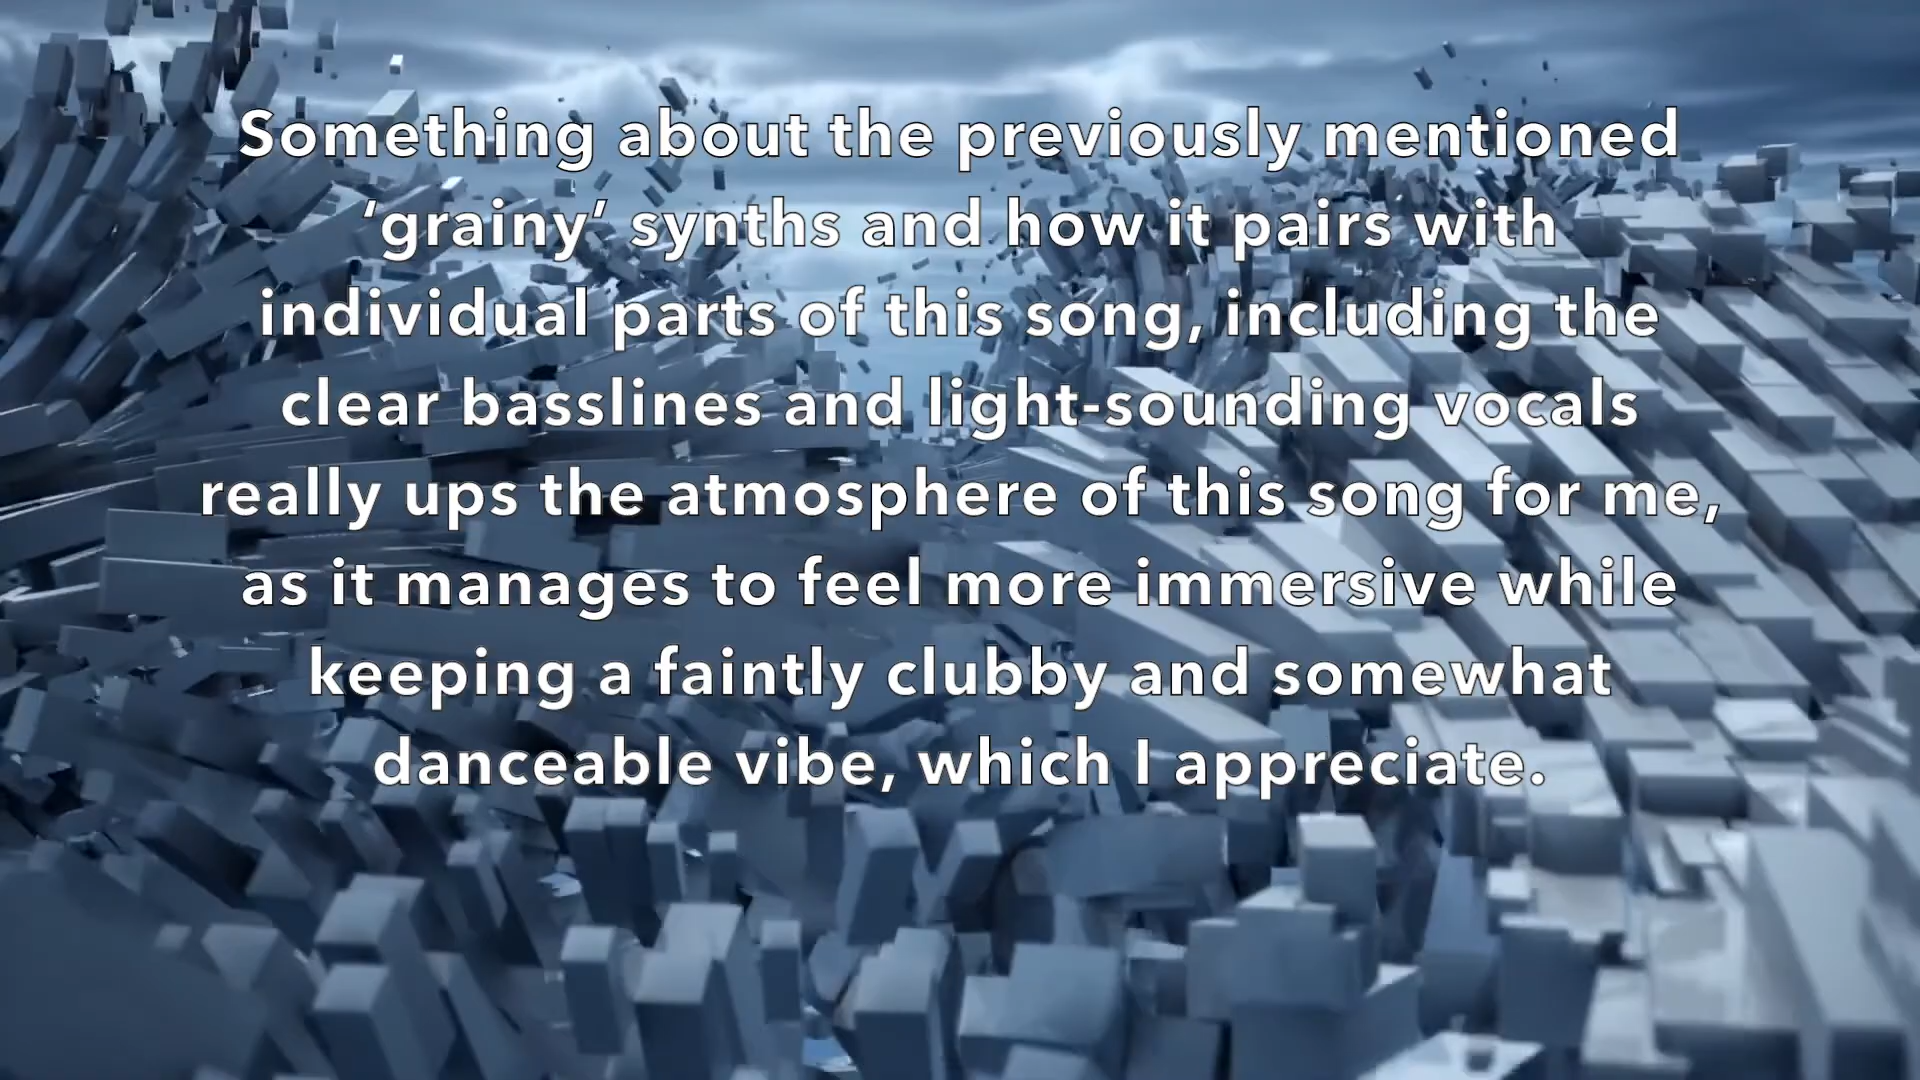 Something about the previously mentioned
‘grainy’ synths and how it pairs with
individual parts of this song, including the
clear basslines and light-sounding vocals
really ups the atmosphere of this song for me,
as it manages to feel more immersive while
keeping a faintly clubby and somewhat
danceable vibe, which I appreciate.